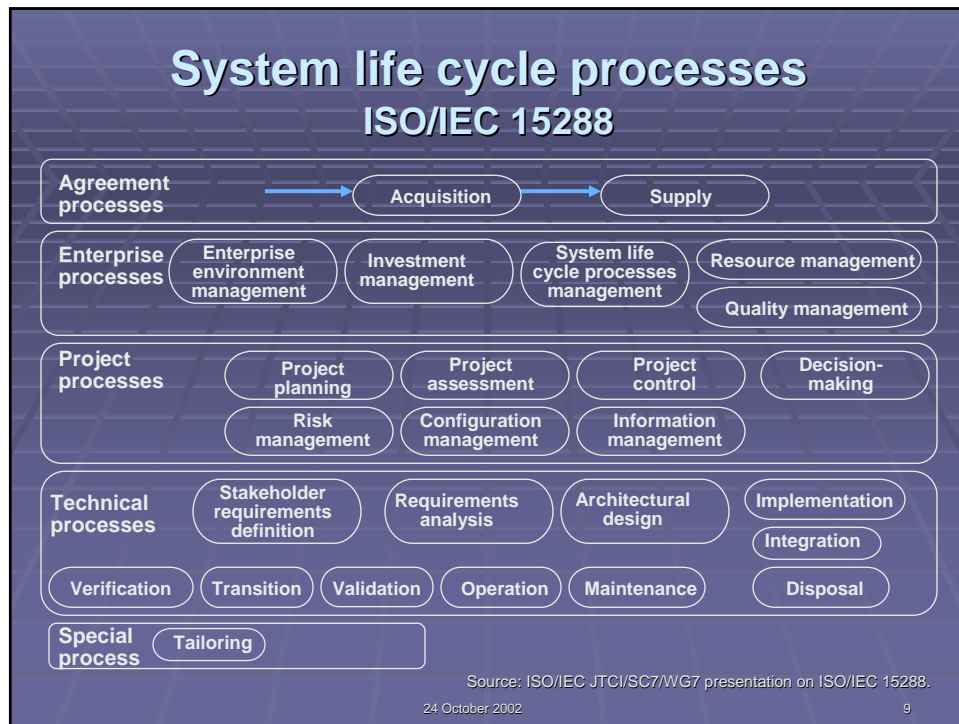 System life cycle processes
ISO/IEC 15288
Agreement
processes
Acquisition
Supply
Enterprise
processes
Enterprise
environment
management
Investment
management
System life
cycle processes
management
Resource management
Quality management
Project
processes
Project
planning
Project
assessment
Project
control
Decision-
making
Risk
management
Configuration
management
Information
management
Technical
processes
Stakeholder
requirements
definition
Requirements
analysis
Architectural
design
Implementation
Integration
Verification
Transition
Validation
Operation
Maintenance
Disposal
Special
process
Tailoring
Source: ISO/IEC JTCI/SC7/WG7 presentation on ISO/IEC 15288.
24 October 2002
9